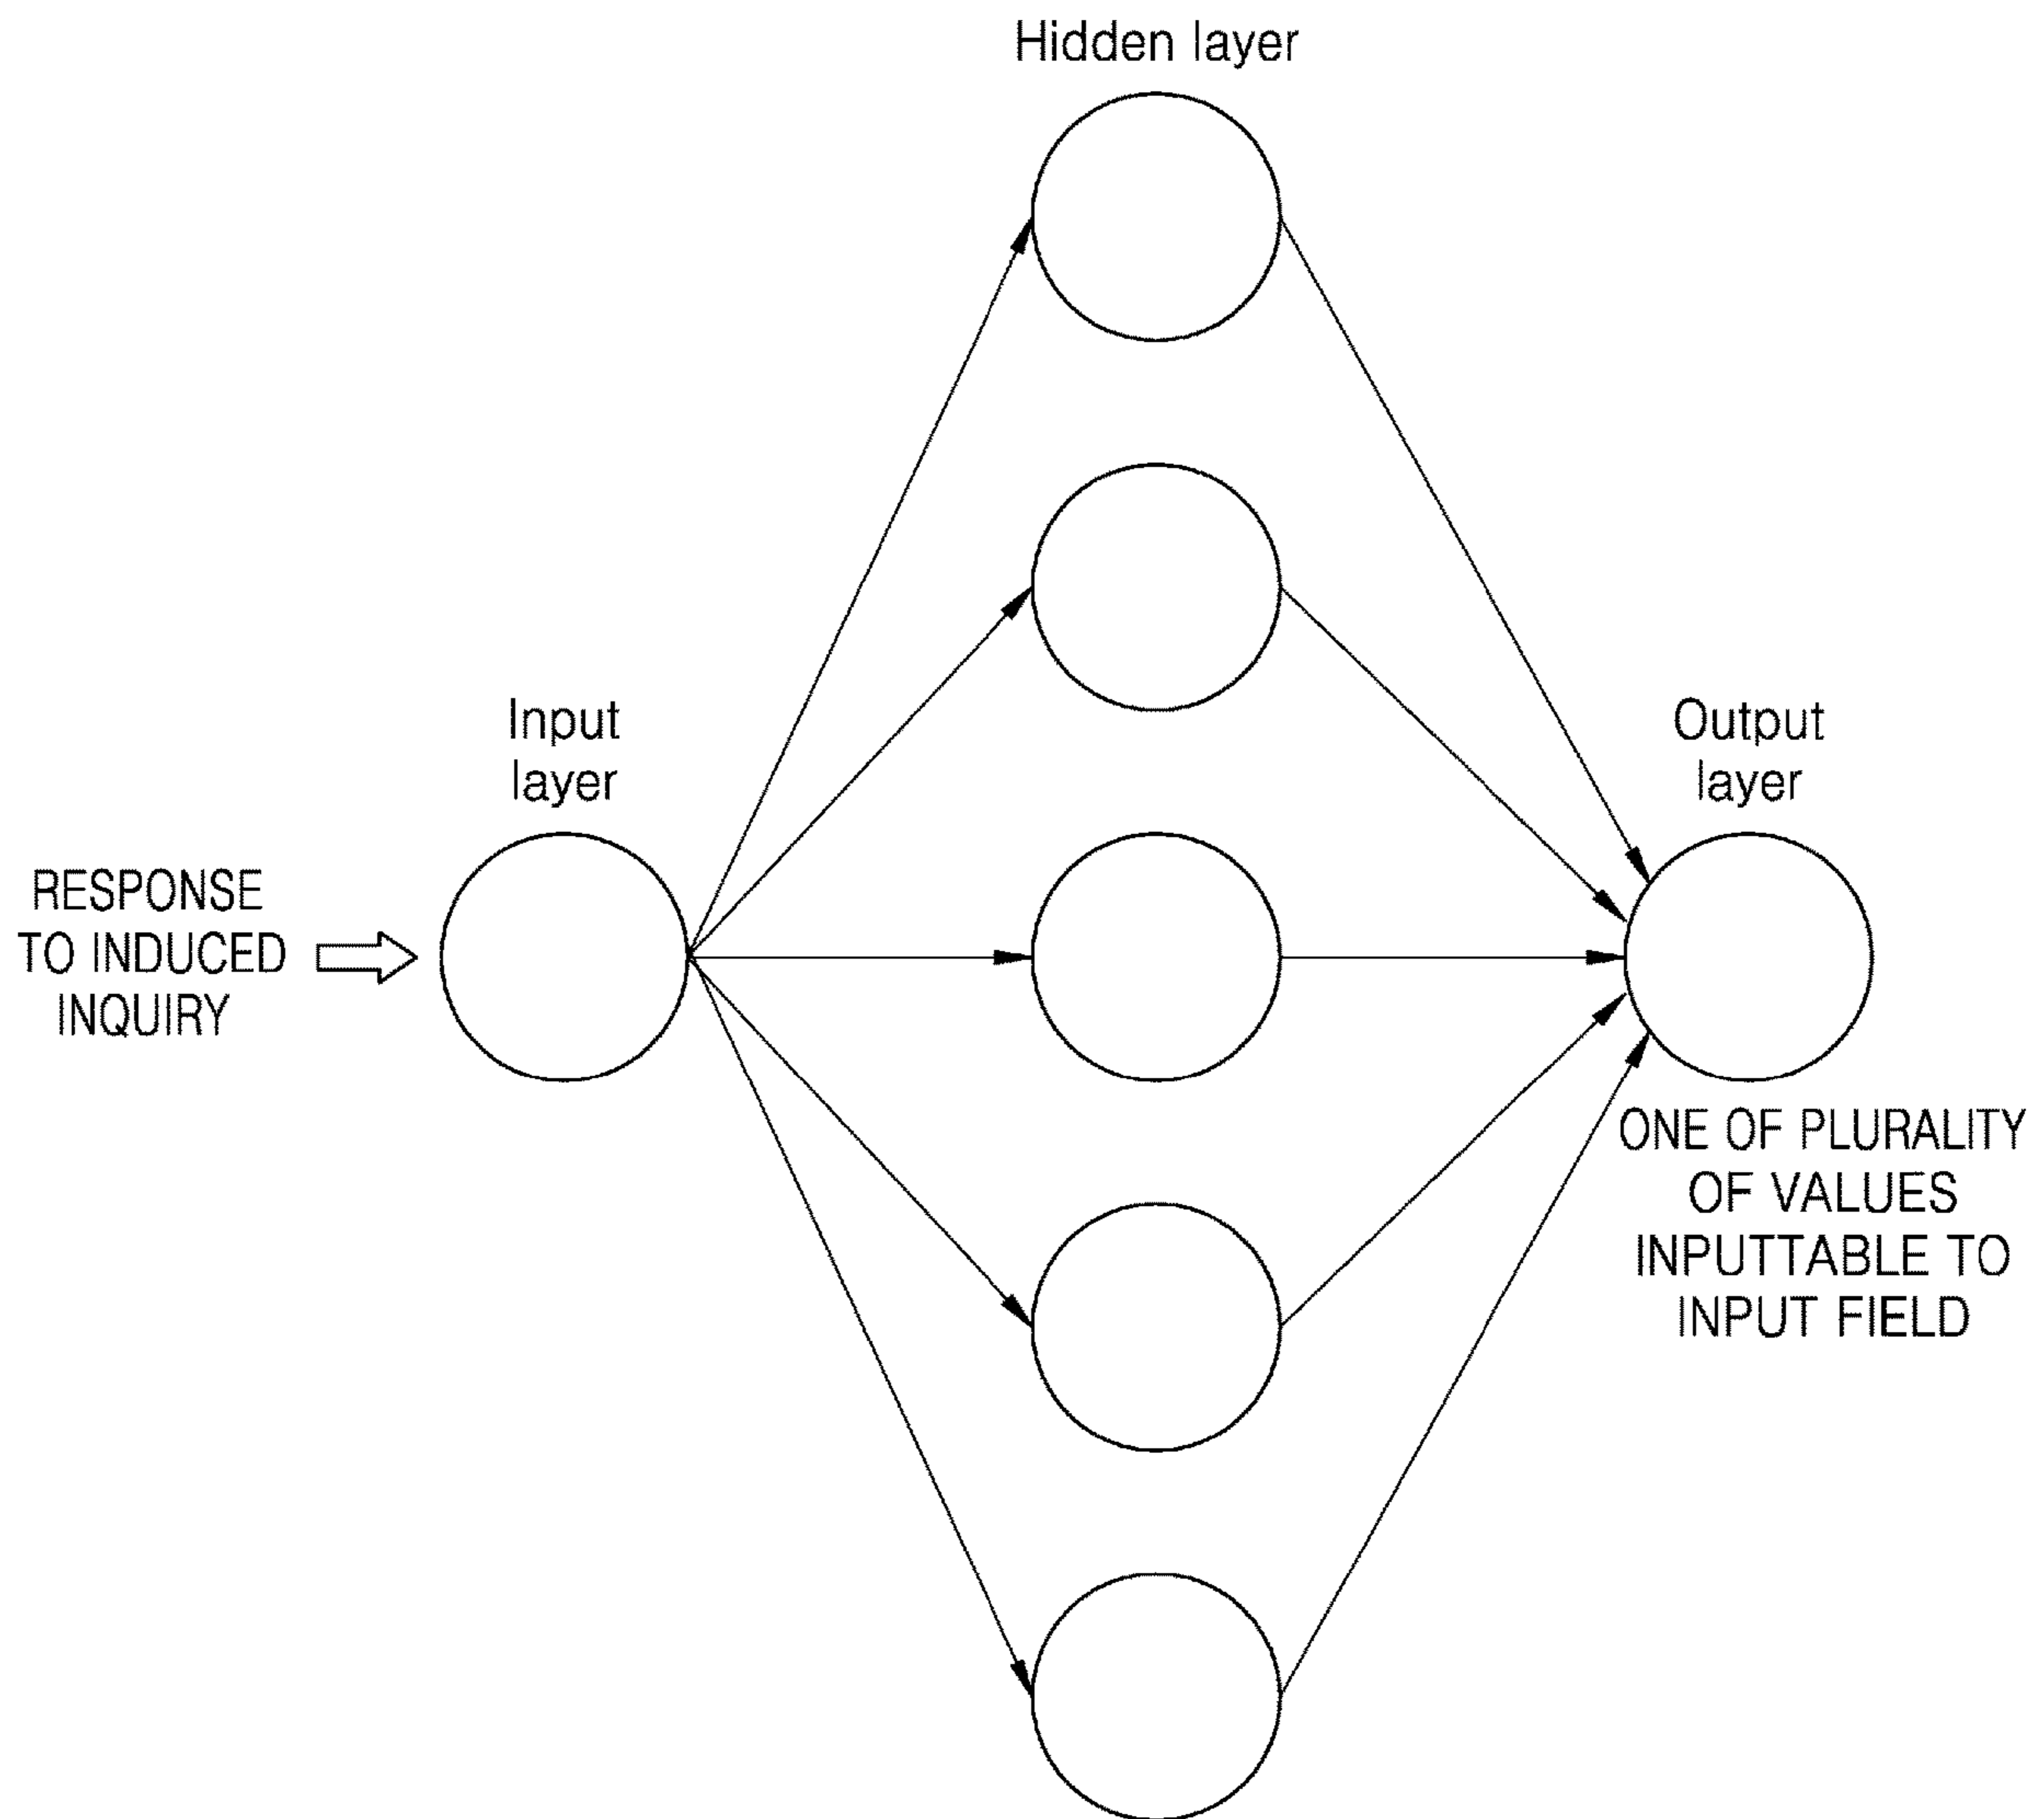 Hidden layer
Input
layer
Output
layer
RESPONSE
TO INDUCED
INQUIRY
ONE OF PLURALITY
OF VALUES
INPUTTABLE TO
INPUT FIELD